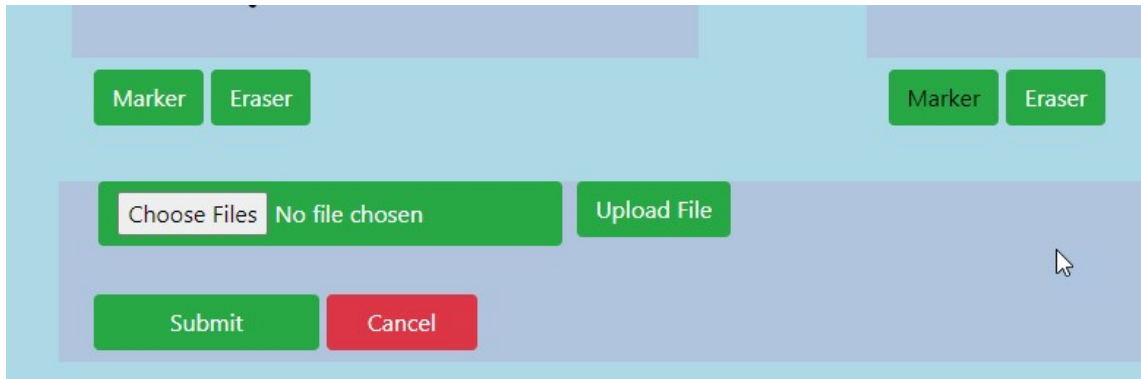 Marker Eraser Marker Eraser
Choose Files No file chosen Upload File
Submit Cancel